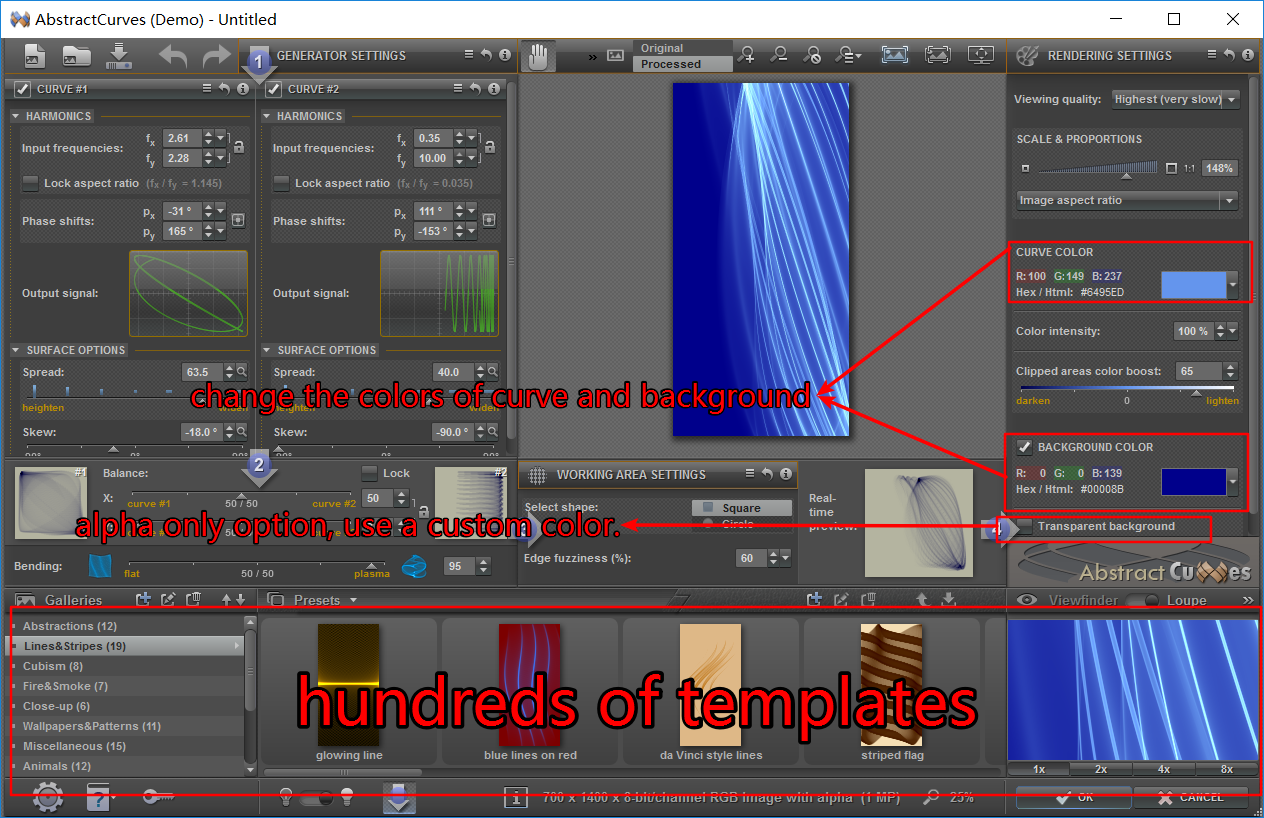 AbstractCurves (Demo) - Untitled
1
GENERATOR SETTINGS
Original
Processed
RENDERING SETTINGS
CURVE #1
CURVE #2
HARMONICS
HARMONICS
Input frequencies:
fx 2.61
fy 2.28
Input frequencies:
fx 0.35
fy 10.00
Lock aspect ratio (fx / fy = 1.145)
Lock aspect ratio (fx / fy = 0.035)
Phase shifts:
px -31 °
py 165 °
Phase shifts:
px 111 °
py -153 °
Output signal:
Output signal:
SURFACE OPTIONS
SURFACE OPTIONS
Spread: 63.5
Spread: 40.0
heighten widen
heighten widen
Skew: -18.0 °
Skew: -90.0 °
Viewing quality: Highest (very slow)
SCALE & PROPORTIONS
1:1 148%
Image aspect ratio
CURVE COLOR
R:100 G:149 B:237
Hex / Html: #6495ED
Color intensity: 100 %
Clipped areas color boost: 65
darken 0 lighten
BACKGROUND COLOR
R: 0 G: 0 B:139
Hex / Html: #00008B
Transparent background
change the colors of curve and background
alpha only option, use a custom color.
#1
Balance:
2
Lock
#2
X: curve #1 50 / 50 curve #2 50
Bending: flat 50 / 50 plasma 95
WORKING AREA SETTINGS
Select shape: Square
Circle
Edge fuzziness (%): 60
Real-
time
preview:
AbstractCurves
Galleries
Presets
Viewfinder Loupe
Abstractions (12)
Lines&Stripes (19)
Cubism (8)
Fire&Smoke (7)
Close-up (6)
Wallpapers&Patterns (11)
Miscellaneous (15)
Animals (12)
hundreds of templates
glowing line
blue lines on red
da Vinci style lines
striped flag
1x 2x 4x 8x
700 x 1400 x 8-bit/channel RGB image with alpha (1 MP)
25%
OK
CANCEL